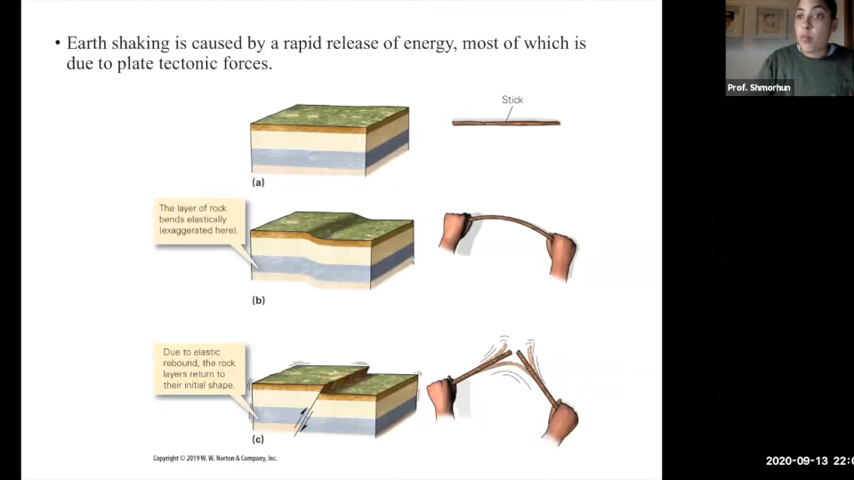 • Earth shaking is caused by a rapid release of energy, most of which is
due to plate tectonic forces.
Prof. Shmorhun
Stick
(a)
The layer of rock
bends elastically
(exaggerated here).
(b)
Due to elastic
rebound, the rock
layers return to
their initial shape.
(c)
Copyright © 2019 W. W. Norton & Company, Inc.
2020-09-13 22:0